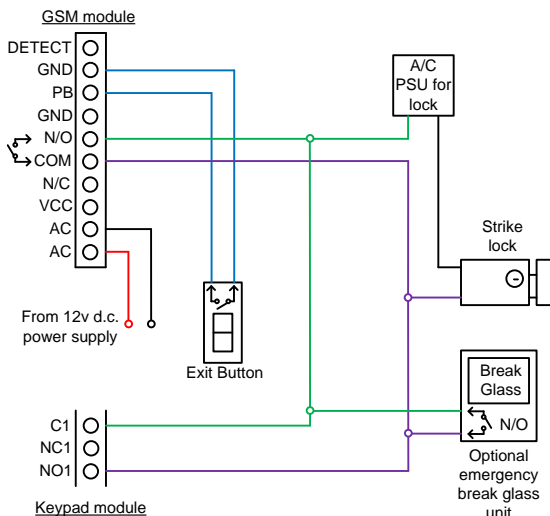 GSM module
DETECT
GND
PB
GND
N/O
COM
N/C
VCC
AC
AC
From 12v d.c.
power supply
Exit Button
A/C
PSU for
lock
Strike
lock
Break
Glass
N/O
Optional
emergency
break glass
unit
C1
NC1
NO1
Keypad module